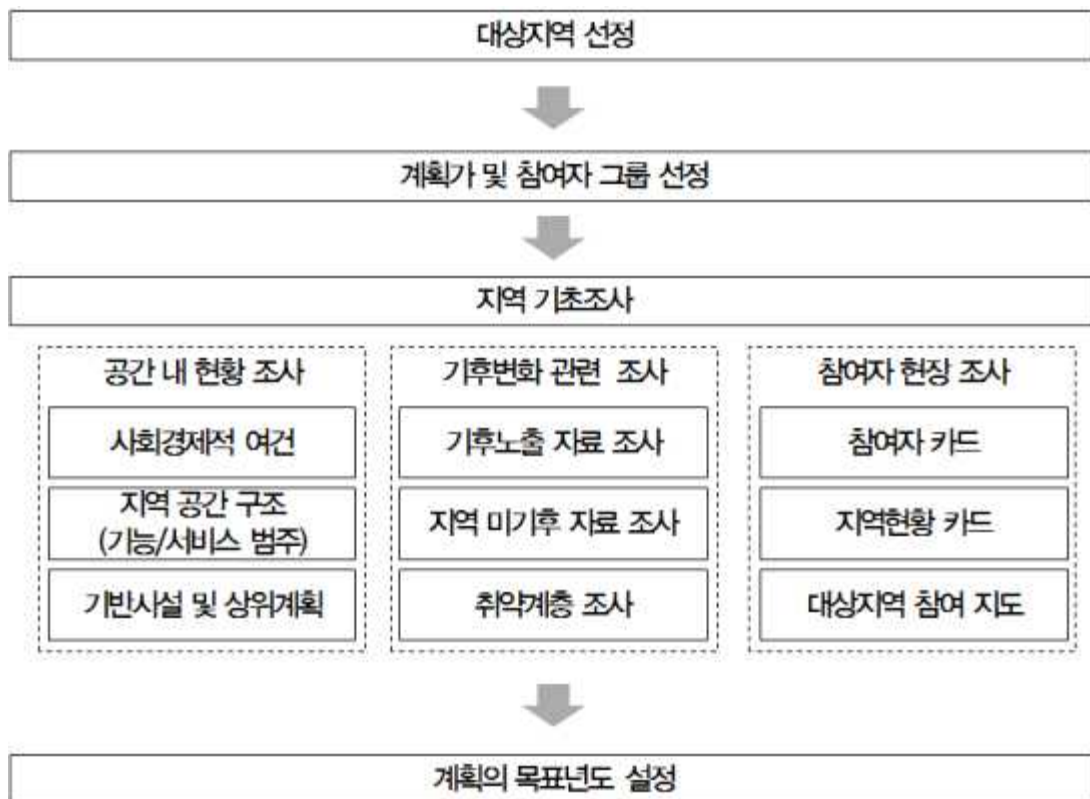 대상지역 선정
계획가 및 참여자 그룹 선정
지역 기초조사
공간 내 현황 조사
사회경제적 여건
지역 공간 구조
(기능/서비스 범주)
기반시설 및 상위계획
기후변화 관련 조사
기후노출 자료 조사
지역 미기후 자료 조사
취약계층 조사
참여자 현장 조사
참여자 카드
지역현황 카드
대상지역 참여 지도
계획의 목표년도 설정